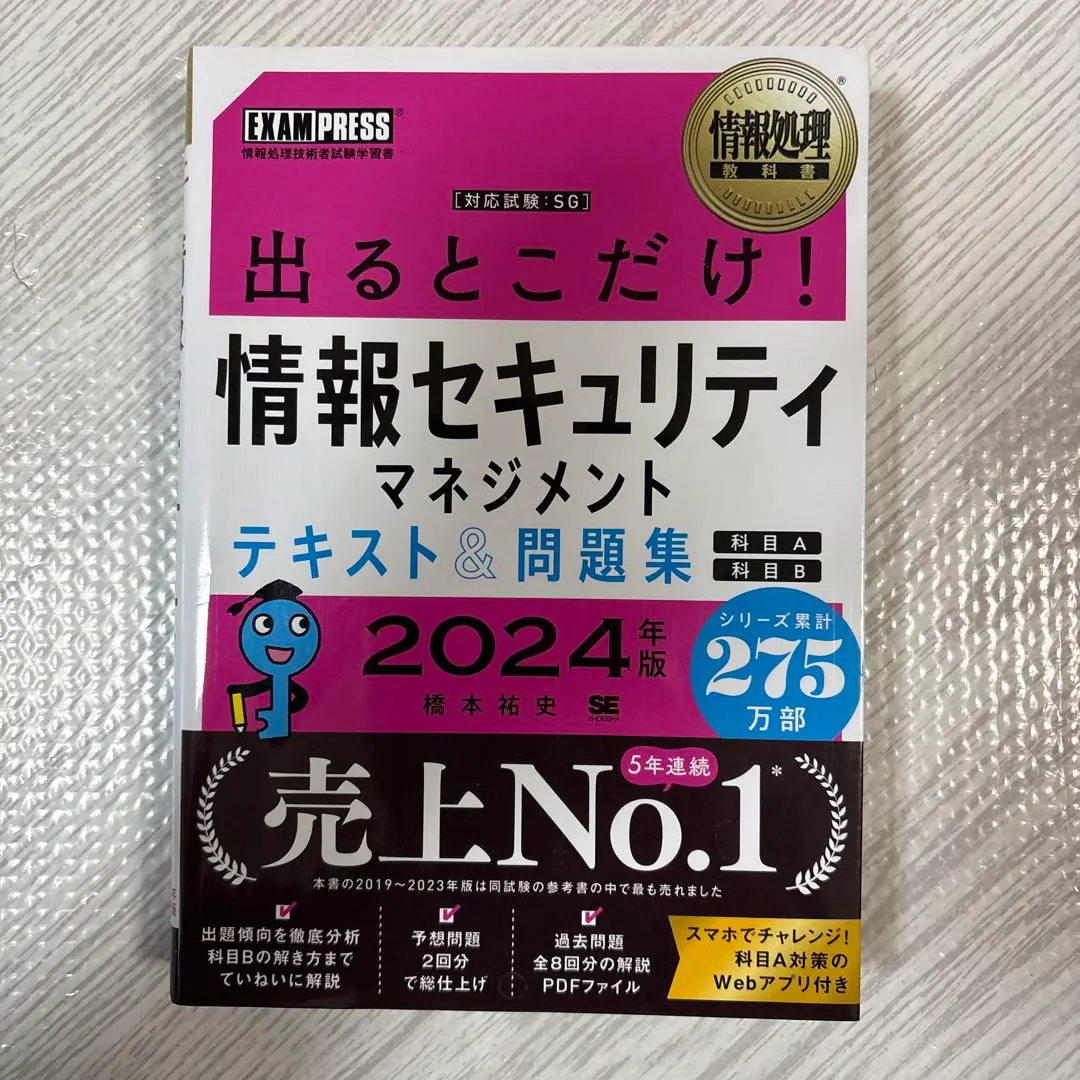 EXAMPRESS®
情報処理技術者試験学習書
情報処理®
教科書
[対応試験:SG]
出るとこだけ!
情報セキュリティ
マネジメント
テキスト&問題集
科目A
科目B
2024年版
橋本祐史
SE
SHOEISHA
シリーズ累計
275
万部
5年連続
売上No.1*
本書の2019〜2023年版は同試験の参考書の中で最も売れました
出題傾向を徹底分析
科目Bの解き方まで
ていねいに解説
予想問題
2回分
で総仕上げ
過去問題
全8回分の解説
PDFファイル
スマホでチャレンジ!
科目A対策の
Webアプリ付き